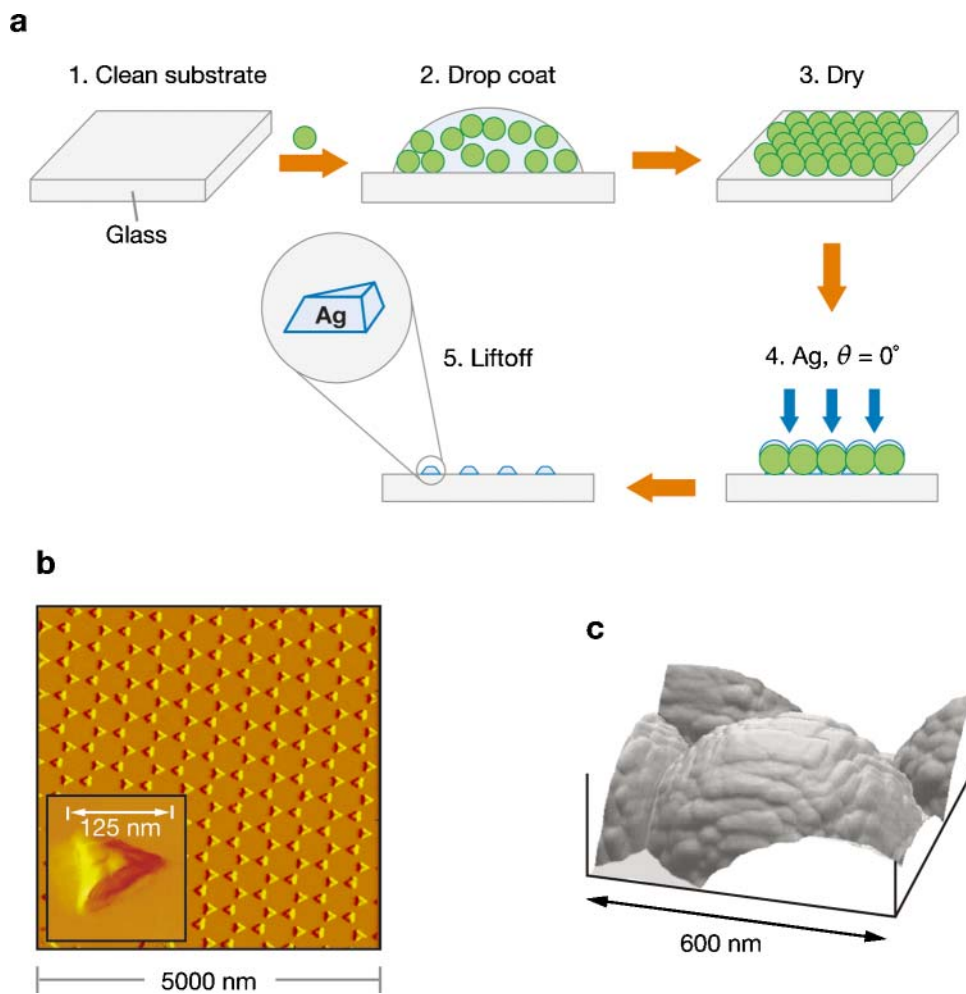 a
1. Clean substrate
2. Drop coat
3. Dry
Glass
Ag
5. Liftoff
4. Ag, θ = 0°
b
125 nm
5000 nm
c
600 nm